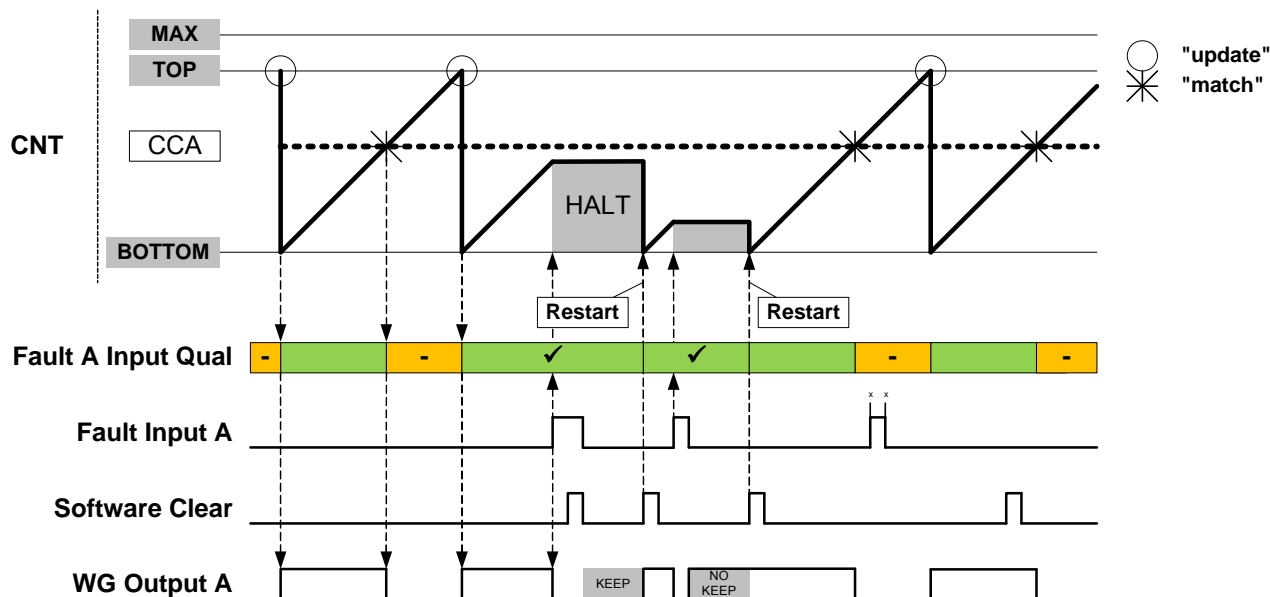 MAX
"update"
TOP
"match"
CNT
CCA
HALT
BOTTOM
Restart
Restart
Fault A Input Qual
- - ✓ ✓ - -
x x
Fault Input A
Software Clear
WG Output A
KEEP
NO
KEEP